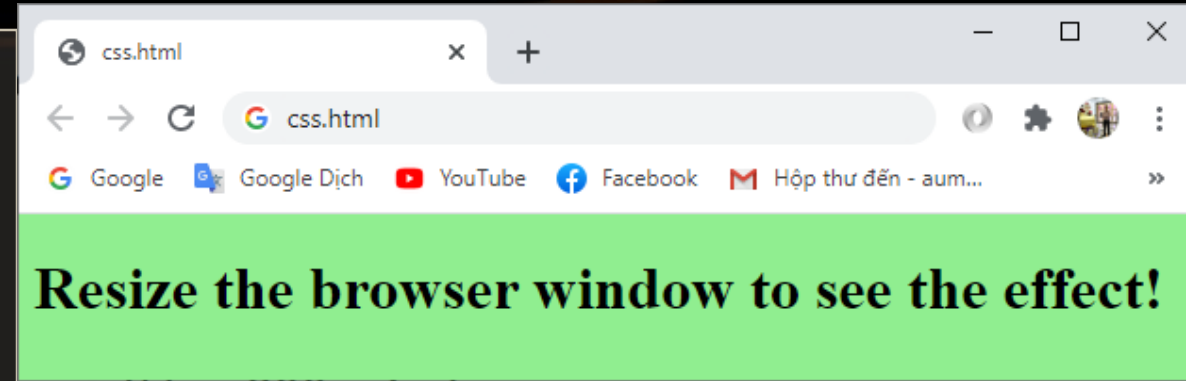 css.html
css.html
Google Google Dịch YouTube Facebook Hộp thư đến - aum...
Resize the browser window to see the effect!